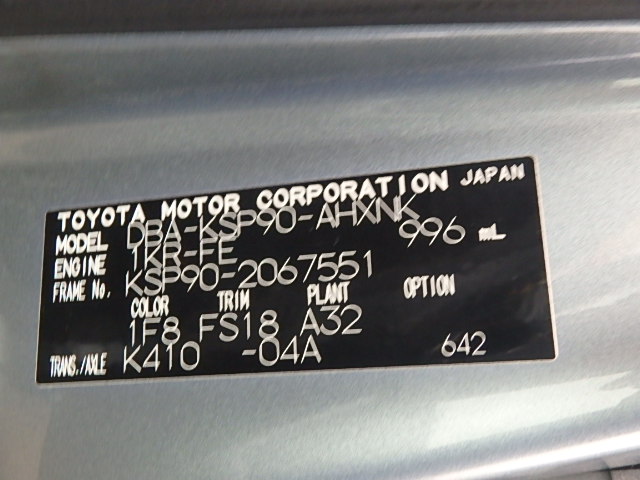 TOYOTA MOTOR CORPORATION JAPAN
MODEL DBA-KSP90-AHXNK
ENGINE 1KR-FE 996 mL
FRAME No. KSP90-2067551
COLOR TRIM PLANT OPTION
1F8 FS18 A32
TRANS./AXLE K410 -04A 642